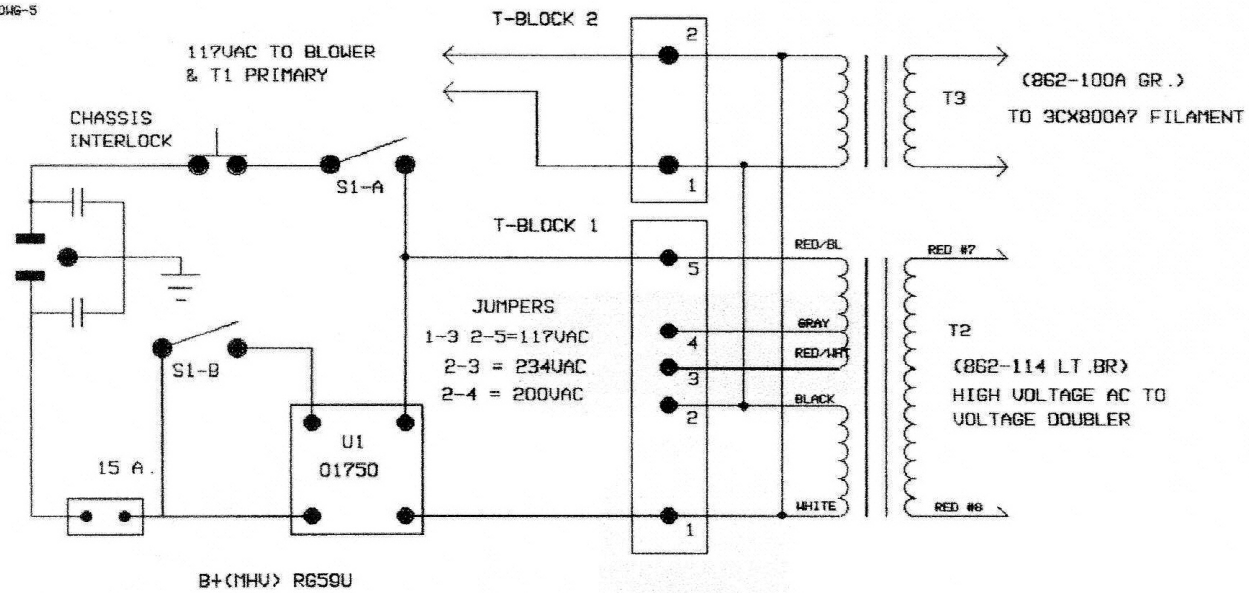 DWG-5
T-BLOCK 2
117VAC TO BLOWER
& T1 PRIMARY
2
T3
(862-100A GR.)
TO 3CX800A7 FILAMENT
CHASSIS
INTERLOCK
S1-A
1
T-BLOCK 1
5
RED/BL
RED #7
JUMPERS
1-3 2-5=117VAC
2-3 = 234VAC
2-4 = 200VAC
4
GRAY
RED/WHT
3
T2
(862-114 LT.BR)
HIGH VOLTAGE AC TO
VOLTAGE DOUBLER
S1-B
2
BLACK
U1
01750
15 A.
1
WHITE
RED #8
B+(MHV) RG59U